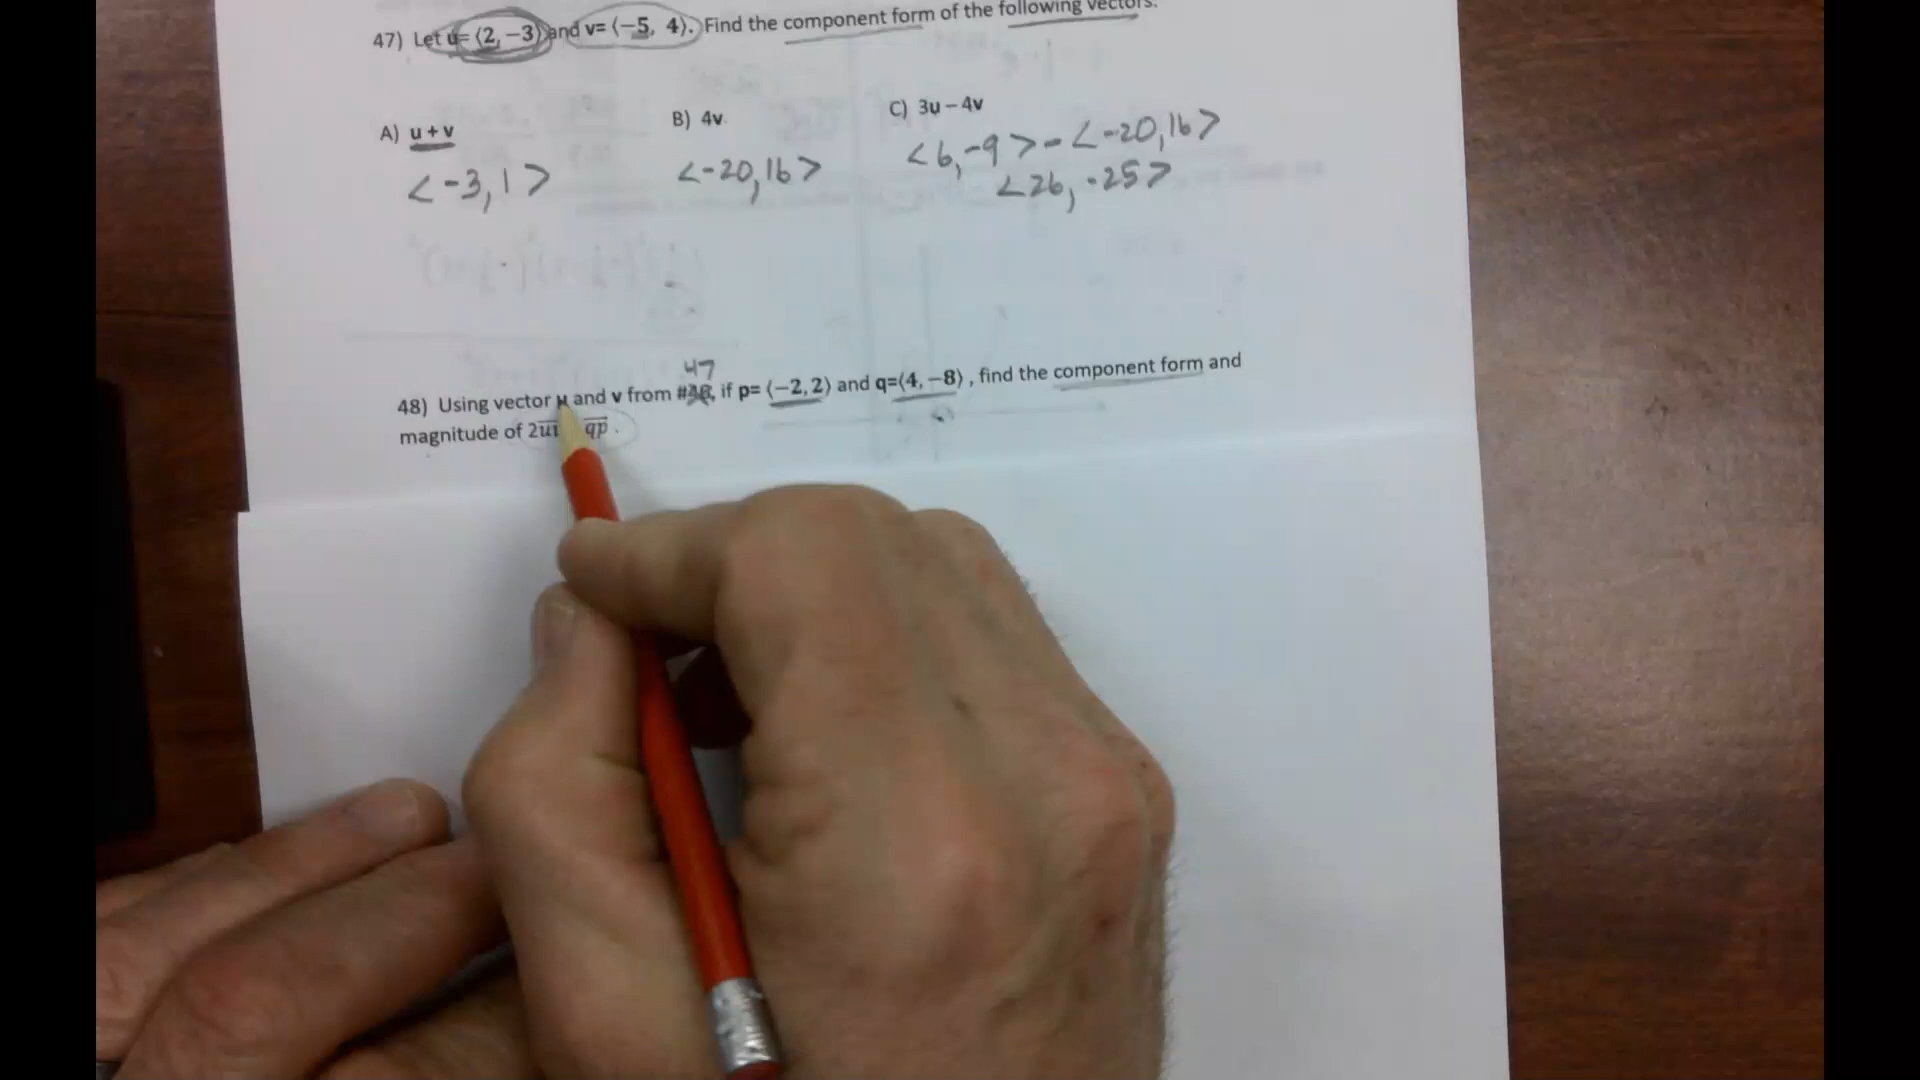 47) Let u= ⟨2, −3⟩ and v= ⟨−5, 4⟩. Find the component form of the following vectors.
A) u + v B) 4v C) 3u − 4v
<-3,1> <-20,16> <6,-9> - <-20,16>
<26, -25>
47
48) Using vector u and v from #48, if p= ⟨−2, 2⟩ and q=⟨4, −8⟩ , find the component form and
magnitude of 2 qp .